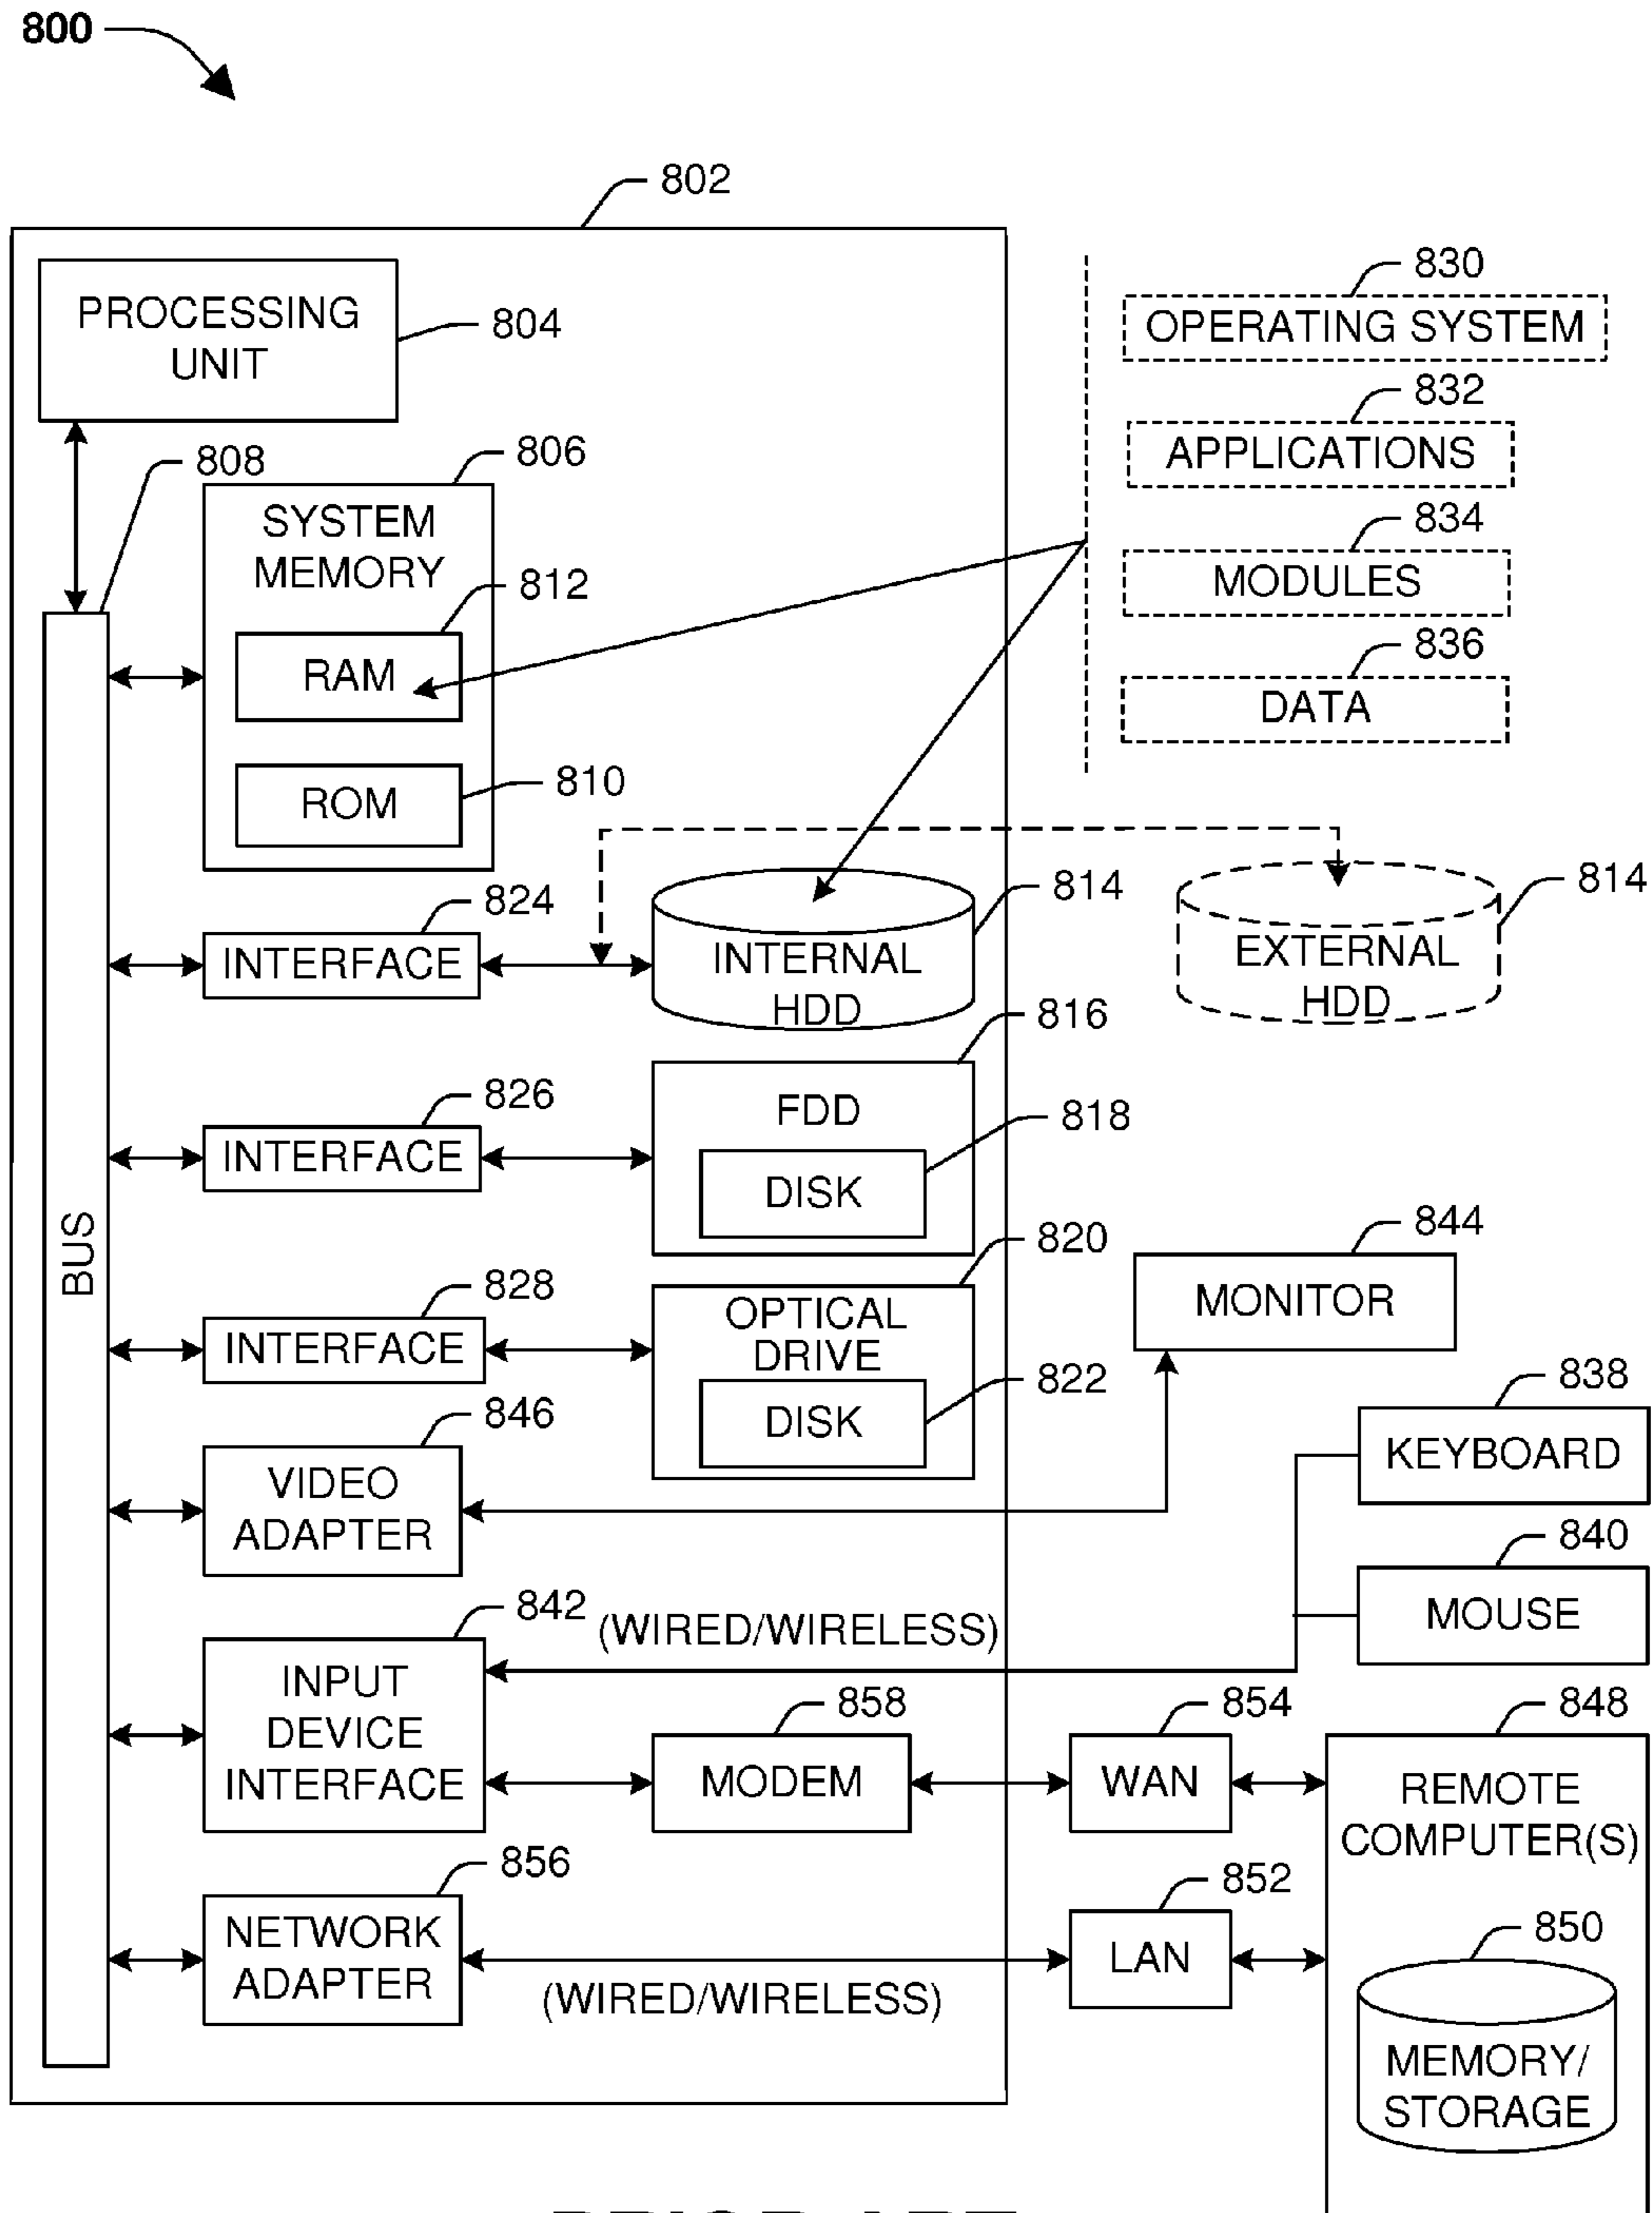 800
802
PROCESSING
UNIT
804
830
OPERATING SYSTEM
832
APPLICATIONS
834
MODULES
836
DATA
808
806
SYSTEM
MEMORY
812
RAM
810
ROM
824
INTERFACE
814
INTERNAL
HDD
814
EXTERNAL
HDD
816
FDD
818
DISK
826
INTERFACE
BUS
820
OPTICAL
DRIVE
822
DISK
828
INTERFACE
844
MONITOR
846
VIDEO
ADAPTER
838
KEYBOARD
840
MOUSE
842
INPUT
DEVICE
INTERFACE
(WIRED/WIRELESS)
858
MODEM
854
WAN
848
REMOTE
COMPUTER(S)
856
NETWORK
ADAPTER
(WIRED/WIRELESS)
852
LAN
850
MEMORY/
STORAGE